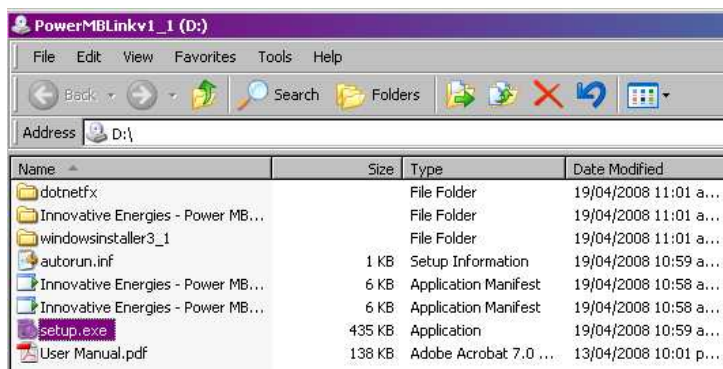 PowerMBLinkv1_1 (D:)
File Edit View Favorites Tools Help
Back Search Folders
Address D:\
Name Size Type Date Modified
dotnetfx File Folder 19/04/2008 11:01 a...
Innovative Energies - Power MB... File Folder 19/04/2008 11:01 a...
windowsinstaller3_1 File Folder 19/04/2008 11:01 a...
autorun.inf 1 KB Setup Information 19/04/2008 10:59 a...
Innovative Energies - Power MB... 6 KB Application Manifest 19/04/2008 10:58 a...
Innovative Energies - Power MB... 6 KB Application Manifest 19/04/2008 10:58 a...
setup.exe 435 KB Application 19/04/2008 10:59 a...
User Manual.pdf 138 KB Adobe Acrobat 7.0 ... 13/04/2008 10:01 p...